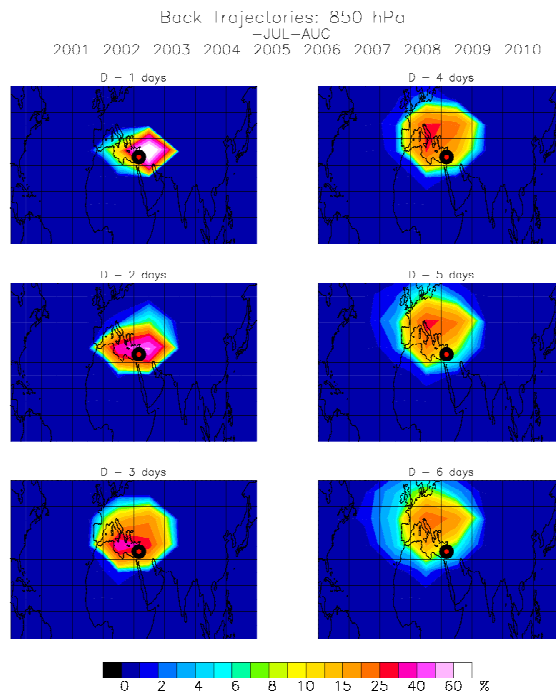 Back Trajectories: 850 hPa
-JUL-AUG
2001 2002 2003 2004 2005 2006 2007 2008 2009 2010
D - 1 days
D - 4 days
D - 2 days
D - 5 days
D - 3 days
D - 6 days
0 2 4 6 8 10 15 25 40 60 %